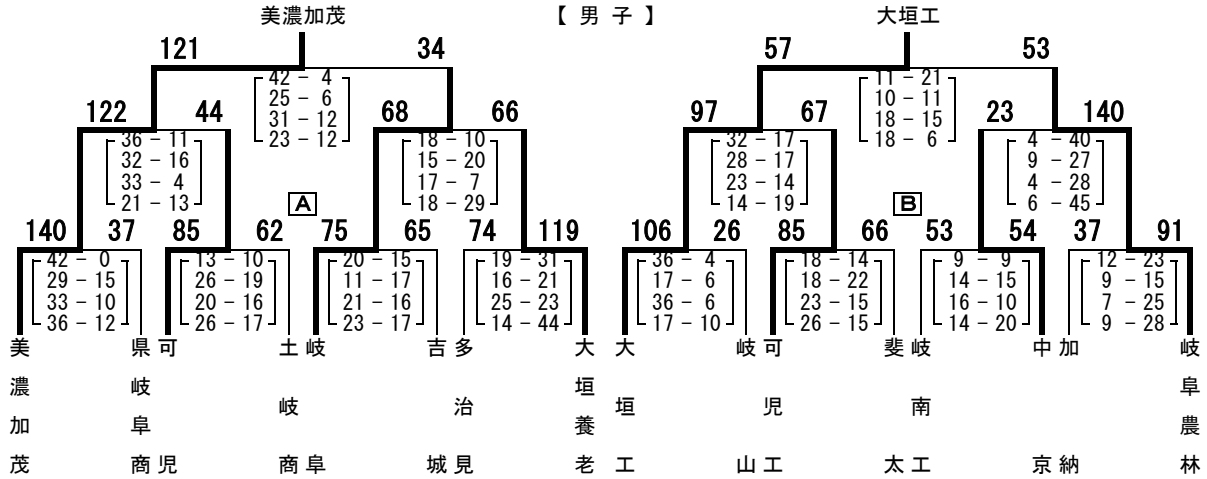 美濃加茂 【 男 子 】 大垣工
121 34 57 53
42 - 4 11 - 21
25 - 6 10 - 11
31 - 12 18 - 15
23 - 12 18 - 6
122 44 68 66 97 67 23 140
36 - 11 18 - 10 32 - 17 4 - 40
32 - 16 15 - 20 28 - 17 9 - 27
33 - 4 17 - 7 23 - 14 4 - 28
21 - 13 18 - 29 14 - 19 6 - 45
A B
140 37 85 62 75 65 74 119 106 26 85 66 53 54 37 91
42 - 0 13 - 10 20 - 15 19 - 31 36 - 4 18 - 14 9 - 9 12 - 23
29 - 15 26 - 19 11 - 17 16 - 21 17 - 6 18 - 22 14 - 15 9 - 15
33 - 10 20 - 16 21 - 16 25 - 23 36 - 6 23 - 15 16 - 10 7 - 25
36 - 12 26 - 17 23 - 17 14 - 44 17 - 10 26 - 15 14 - 20 9 - 28
美濃加茂
県岐阜商
可児
土岐商
岐阜
吉城
多治見
大垣養老
大垣工
岐山
可児工
斐太
岐南工
中京
加納
岐阜農林